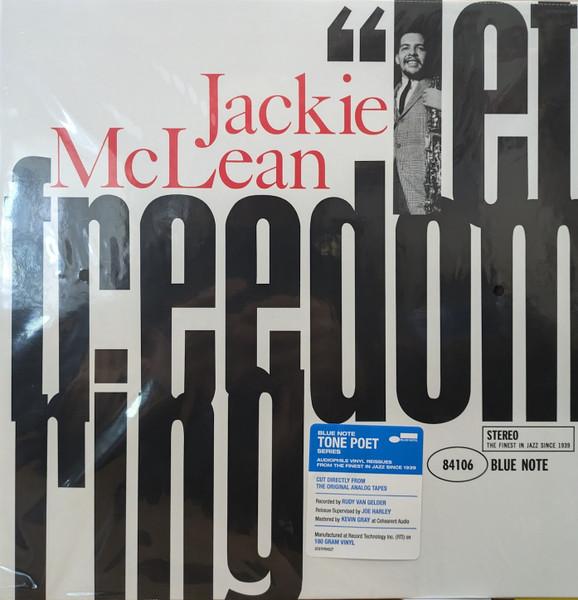 “let
Jackie
McLean
freedom
ring
STEREO
THE FINEST IN JAZZ SINCE 1939
84106 BLUE NOTE
BLUE NOTE
TONE POET
SERIES
AUDIOPHILE VINYL REISSUES
FROM THE FINEST IN JAZZ SINCE 1939
CUT DIRECTLY FROM
THE ORIGINAL ANALOG TAPES
Recorded by RUDY VAN GELDER
Reissue Supervised by JOE HARLEY
Mastered by KEVIN GRAY at Cohearent Audio
Manufactured at Record Technology Inc. (RTI) on
180 GRAM VINYL